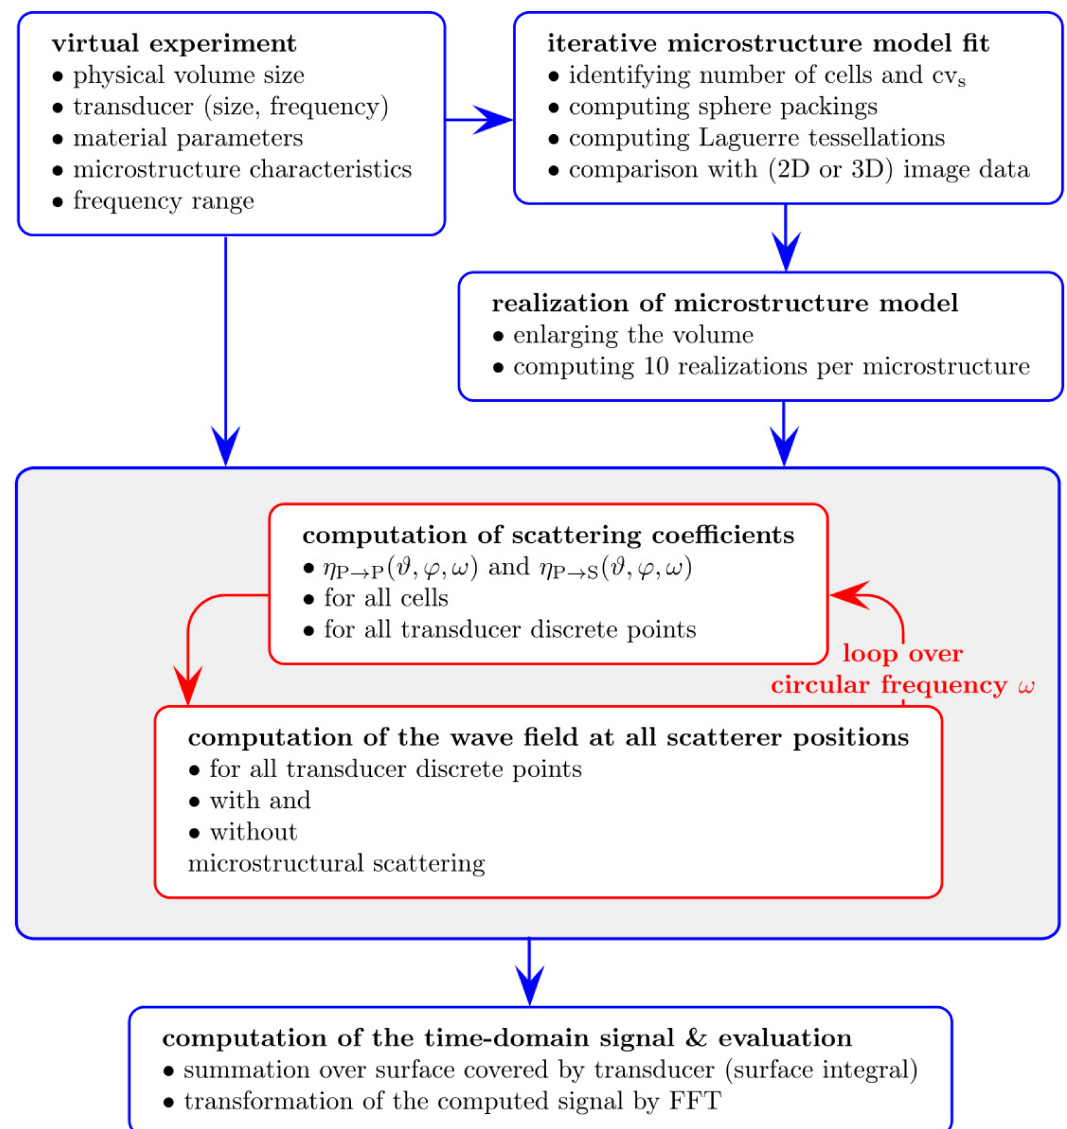 virtual experiment
• physical volume size
• transducer (size, frequency)
• material parameters
• microstructure characteristics
• frequency range
iterative microstructure model fit
• identifying number of cells and cvₛ
• computing sphere packings
• computing Laguerre tessellations
• comparison with (2D or 3D) image data
realization of microstructure model
• enlarging the volume
• computing 10 realizations per microstructure
computation of scattering coefficients
• η_P→P(ϑ, φ, ω) and η_P→S(ϑ, φ, ω)
• for all cells
• for all transducer discrete points
loop over
circular frequency ω
computation of the wave field at all scatterer positions
• for all transducer discrete points
• with and
• without
microstructural scattering
computation of the time-domain signal & evaluation
• summation over surface covered by transducer (surface integral)
• transformation of the computed signal by FFT